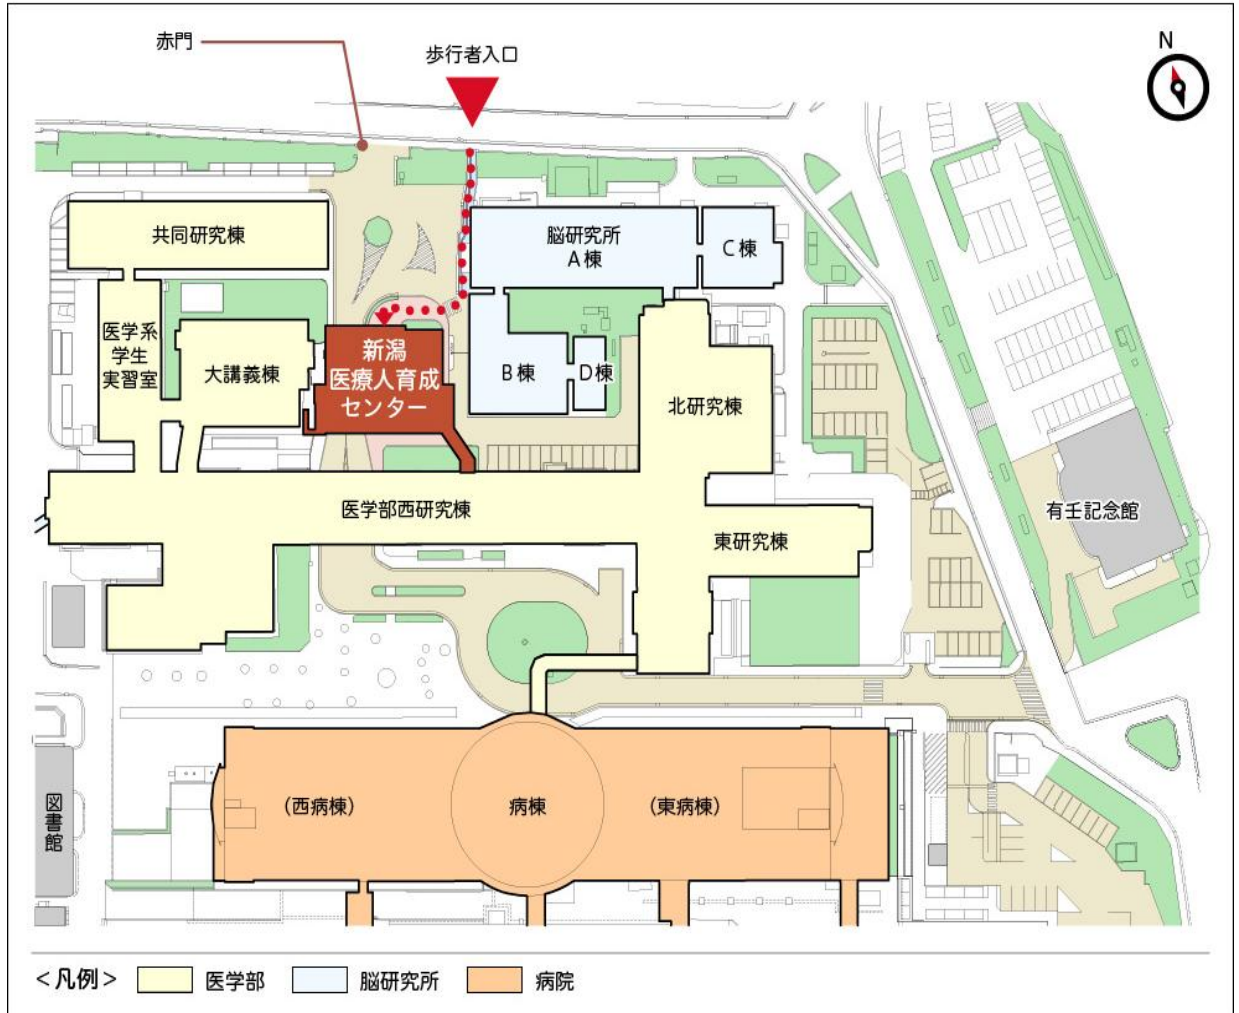 赤門
歩行者入口
N
共同研究棟
脳研究所
A棟
C棟
医学系
学生
実習室
大講義棟
新潟
医療人育成
センター
B棟
D棟
北研究棟
医学部西研究棟
東研究棟
有壬記念館
図書館
(西病棟)
病棟
(東病棟)
<凡例>
医学部
脳研究所
病院